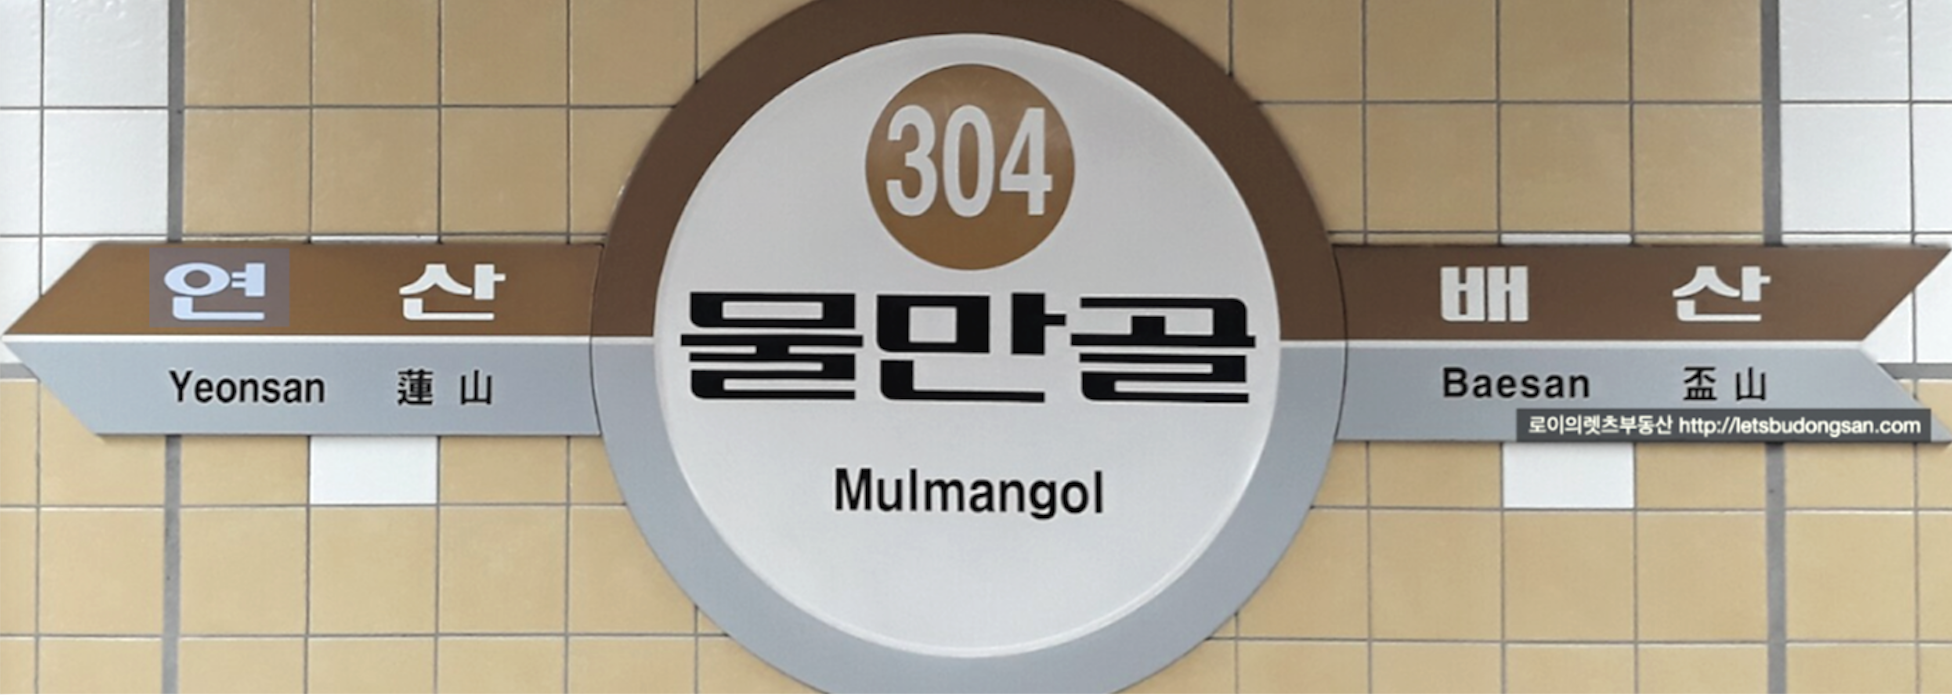 304
연산
물만골
배산
Yeonsan 蓮山
Baesan 盃山
로이의렛츠부동산 http://letsbudongsan.com
Mulmangol